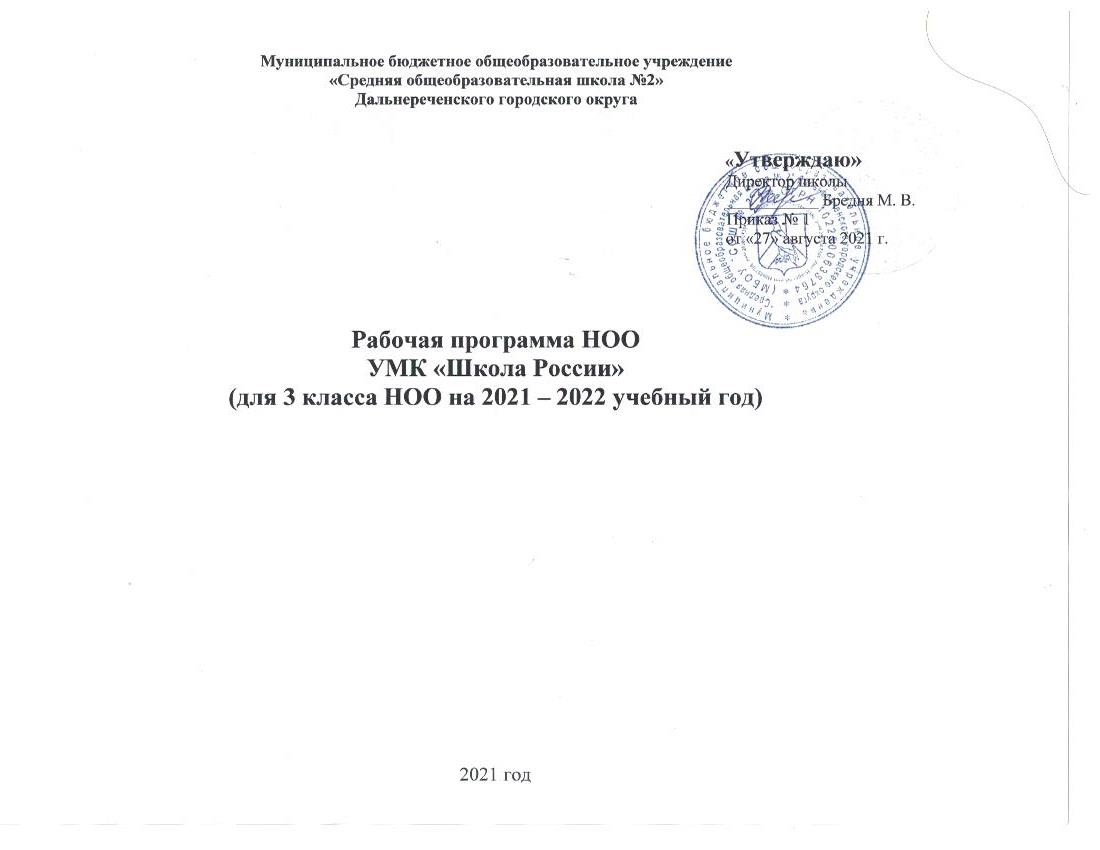 Муниципальное бюджетное общеобразовательное учреждение
«Средняя общеобразовательная школа №2»
Дальнереченского городского округа
«Утверждаю»
Директор школы
Бредня М. В.
Приказ № 1
от «27» августа 2021 г.
Рабочая программа НОО
УМК «Школа России»
(для 3 класса НОО на 2021 – 2022 учебный год)
2021 год